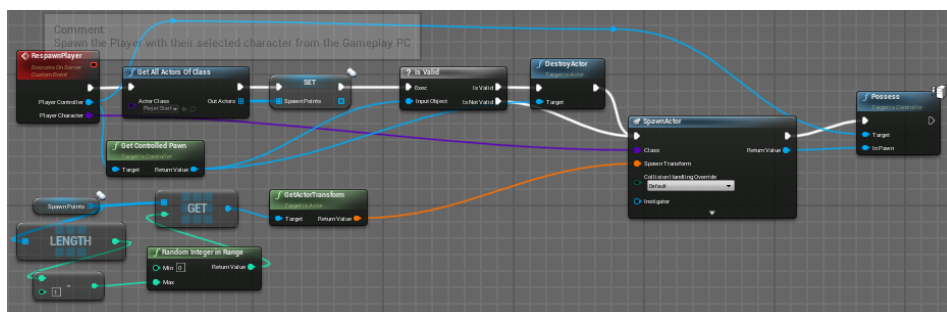 Comment:
Spawn the Player with their selected character from the Gameplay PC
RespawnPlayer
Executes On Server
Custom Event
Player Controller
Player Character
Get All Actors Of Class
Actor Class
Player Start
Out Actors
SET
SpawnPoints
? Is Valid
Exec
Is Valid
Input Object
Is Not Valid
DestroyActor
Target is Actor
Target
SpawnActor
Class
Return Value
Spawn Transform
Collision Handling Override
Default
Instigator
Possess
Target is Controller
Target
In Pawn
Get Controlled Pawn
Target is Controller
Target
Return Value
SpawnPoints
GET
GetActorTransform
Target is Actor
Target
Return Value
LENGTH
Random Integer in Range
Min 0
Return Value
Max
-
1